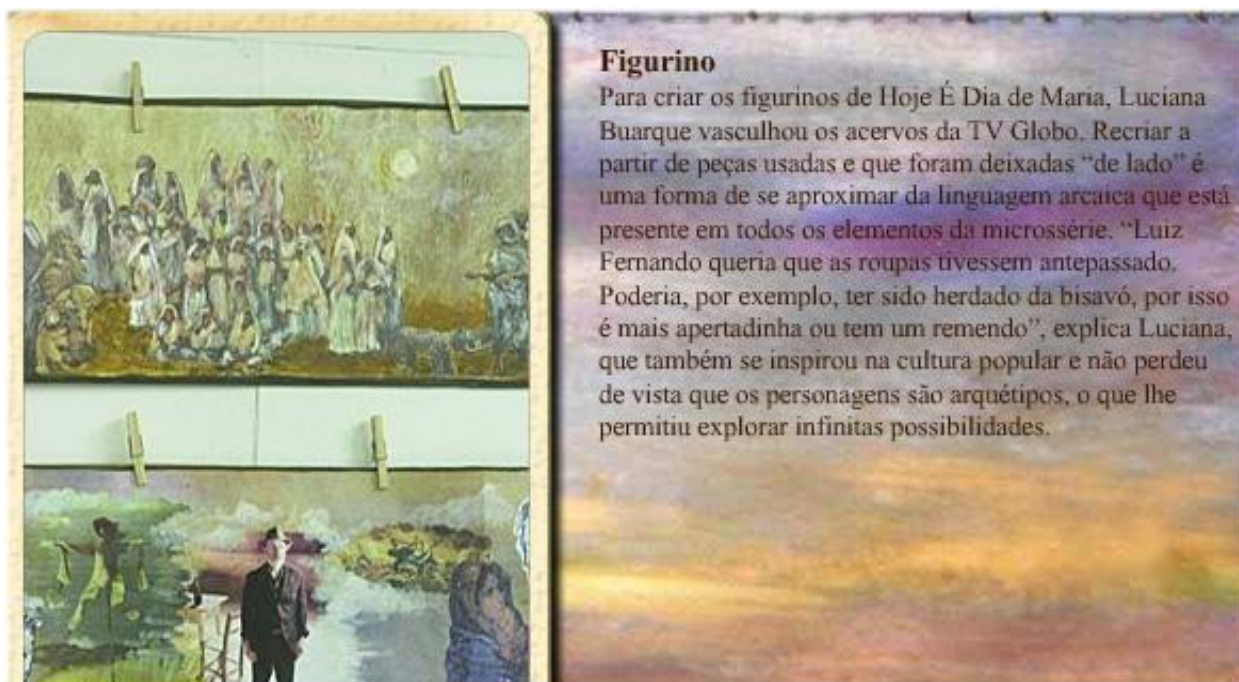 Figurino
Para criar os figurinos de Hoje É Dia de Maria, Luciana
Buarque vasculhou os acervos da TV Globo. Recriar a
partir de peças usadas e que foram deixadas “de lado” é
uma forma de se aproximar da linguagem arcaica que está
presente em todos os elementos da microssérie. “Luiz
Fernando queria que as roupas tivessem antepassado.
Poderia, por exemplo, ter sido herdado da bisavó, por isso
é mais apertadinha ou tem um remendo”, explica Luciana,
que também se inspirou na cultura popular e não perdeu
de vista que os personagens são arquétipos, o que lhe
permitiu explorar infinitas possibilidades.